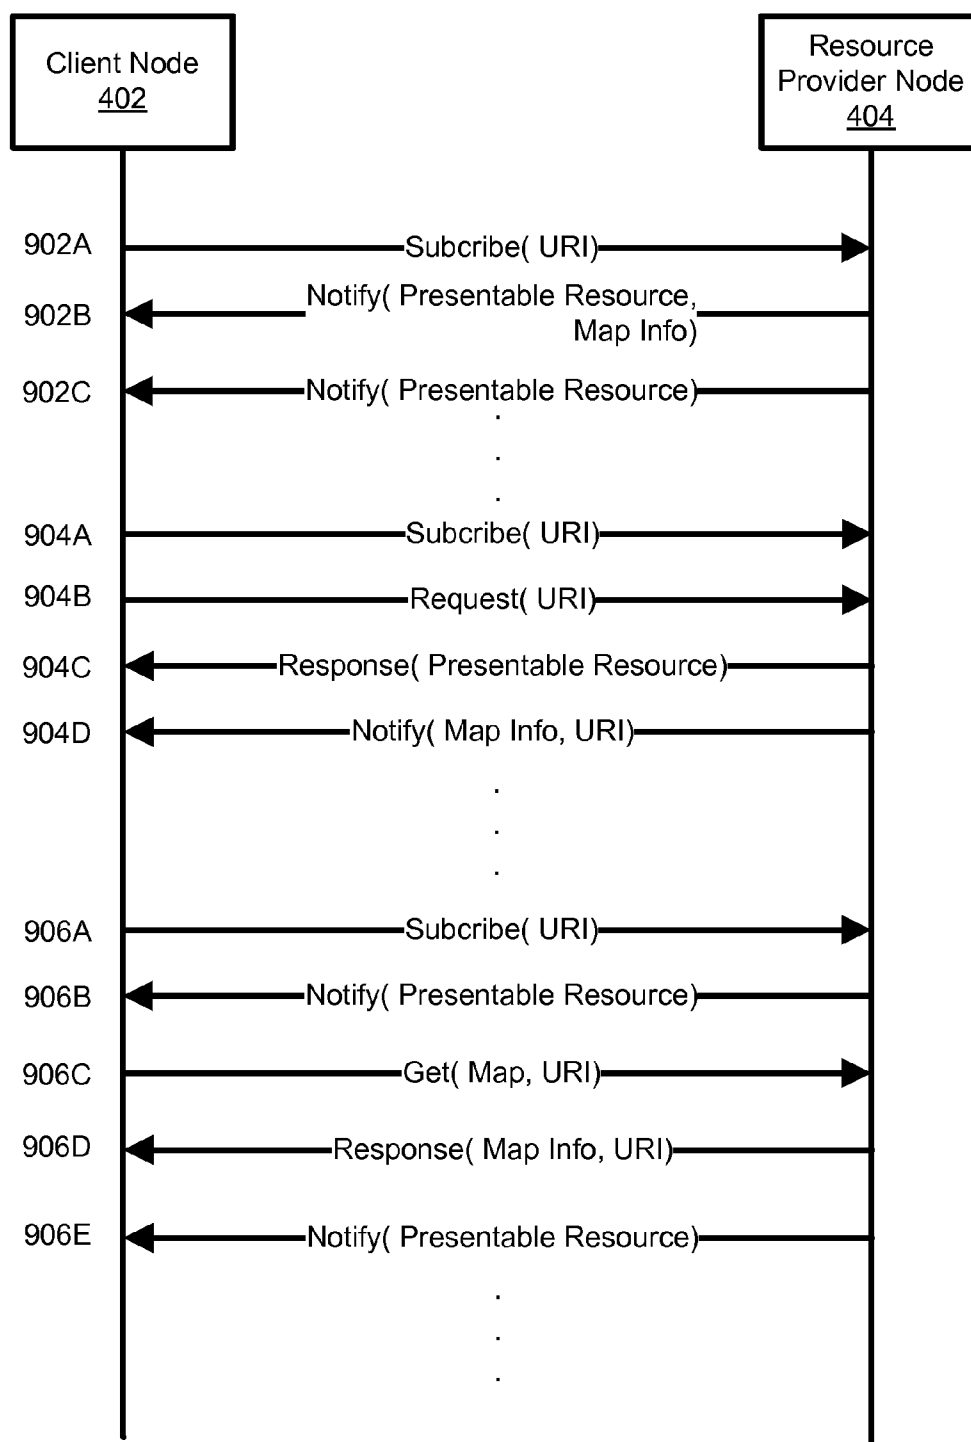 Client Node
402
Resource
Provider Node
404
902A
Subcribe( URI)
902B
Notify( Presentable Resource,
Map Info)
902C
Notify( Presentable Resource)
904A
Subcribe( URI)
904B
Request( URI)
904C
Response( Presentable Resource)
904D
Notify( Map Info, URI)
906A
Subcribe( URI)
906B
Notify( Presentable Resource)
906C
Get( Map, URI)
906D
Response( Map Info, URI)
906E
Notify( Presentable Resource)